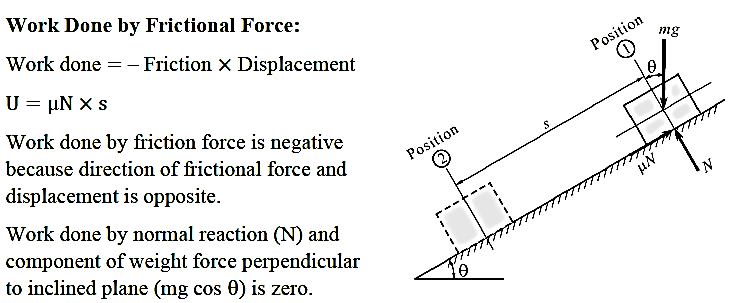 Work Done by Frictional Force:
Work done = – Friction × Displacement
U = μN × s
Work done by friction force is negative
because direction of frictional force and
displacement is opposite.
Work done by normal reaction (N) and
component of weight force perpendicular
to inclined plane (mg cos θ) is zero.
Position
1
mg
θ
s
Position
2
μN
N
θ